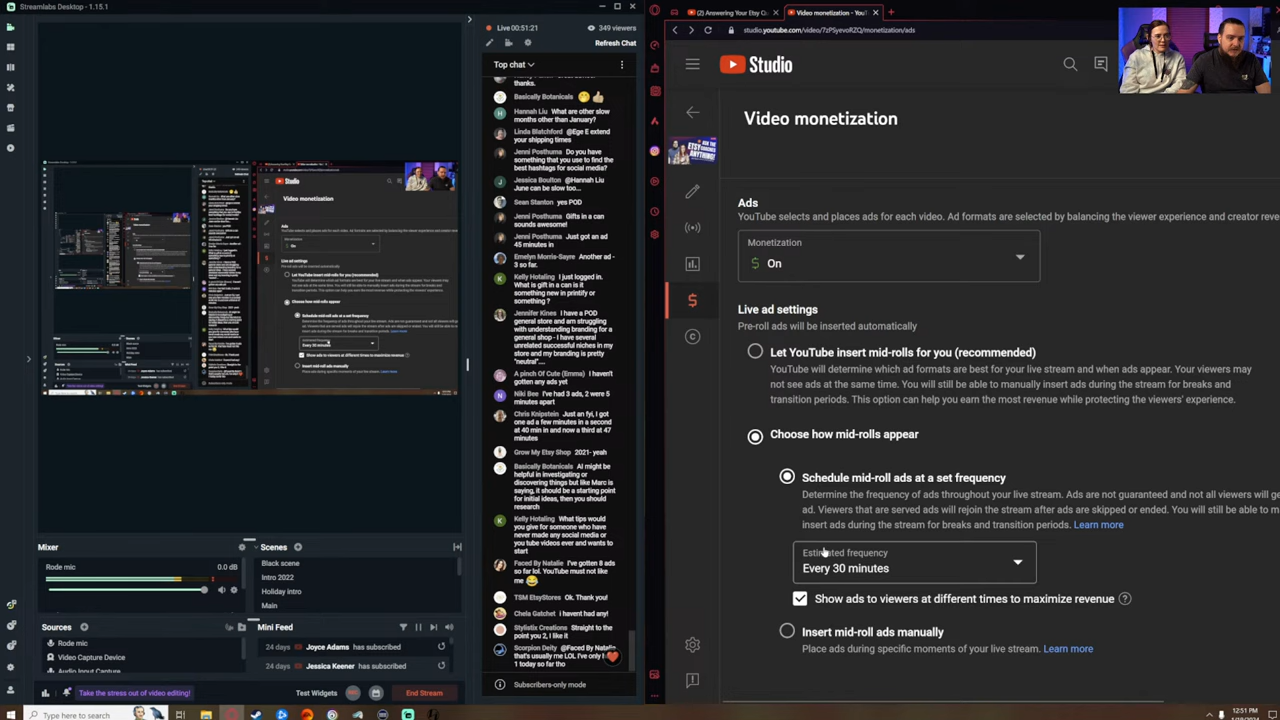 Streamlabs Desktop - 1.15.1
Live 00:51:21
349 viewers
Refresh Chat
Top chat
thanks.
Basically Botanicals
Hannah Liu What are other slow
months other than January?
Linda Blatchford @Ege E extend
your shipping times
Jenni Posthuma Do you have
something that you use to find the
best hashtags for social media?
Jessica Boulton @Hannah Liu
June can be slow too...
Sean Stanton yes POD
Jenni Posthuma Gifts in a can
sounds awesome!
Jenni Posthuma Just got an ad
45 minutes in
Emelyn Morris-Sayre Another ad -
3 so far.
Kelly Hotaling I just logged in.
What is gift in a can is it
something new in printify or
something ?
Jennifer Kines I have a POD
general store and am struggling
with understanding branding for a
general shop - I have several
unrelated successful niches in my
store and my branding is pretty
"neutral"...
A pinch Of Cute (Emma) I haven't
gotten any ads yet
Niki Bee I've had 3 ads, 2 were 5
minutes apart
Chris Knipstein Just an fyi, I got
one ad a few minutes in a second
at 40 min in and now a third at 47
minutes
Grow My Etsy Shop 2021- yeah
Basically Botanicals AI might be
helpful in investigating or
discovering things but like Marc is
saying, it should be a starting point
for initial ideas, then you should
research
Kelly Hotaling What tips would
you give for someone who have
never made any social media or
you tube videos ever and wants to
start
Faced By Natalie I've gotten 8 ads
so far lol. YouTube must not like
me
TSM EtsyStores Ok. Thank you!
Chela Gatchet i havent had any!
Stylistix Creations Straight to the
point you 2, I like it
Scorpion Deity @Faced By Natalie
that's usually me LOL I've only
1 today so far tho
Subscribers-only mode
Mixer
Rode mic
0.0 dB
Scenes
Black scene
Intro 2022
Holiday intro
Main
Sources
Rode mic
Video Capture Device
Audio Input Capture
Mini Feed
24 days Joyce Adams has subscribed
24 days Jessica Keener has subscribed
Take the stress out of video editing!
Test Widgets
End Stream
Type here to search
(2) Answering Your Etsy
Video monetization - You
studio.youtube.com/video/7zPSyevoRZQ/monetization/ads
Studio
Video monetization
Ads
YouTube selects and places ads for each video. Ad formats are selected by balancing the viewer experience and creator
Monetization
$ On
Live ad settings
Pre-roll ads will be inserted automatically
Let YouTube insert mid-rolls for you (recommended)
YouTube will determine which ad formats are best for your live stream and when ads appear. Your viewers may
not see ads at the same time. You will still be able to manually insert ads during the stream for breaks and
transition periods. This option can help you earn the most revenue while protecting the viewers' experience.
Choose how mid-rolls appear
Schedule mid-roll ads at a set frequency
Determine the frequency of ads throughout your live stream. Ads are not guaranteed and not all viewers will
ad. Viewers that are served ads will rejoin the stream after ads are skipped or ended. You will still be able to
insert ads during the stream for breaks and transition periods. Learn more
Estimated frequency
Every 30 minutes
Show ads to viewers at different times to maximize revenue
Insert mid-roll ads manually
Place ads during specific moments of your live stream. Learn more
12:51 PM